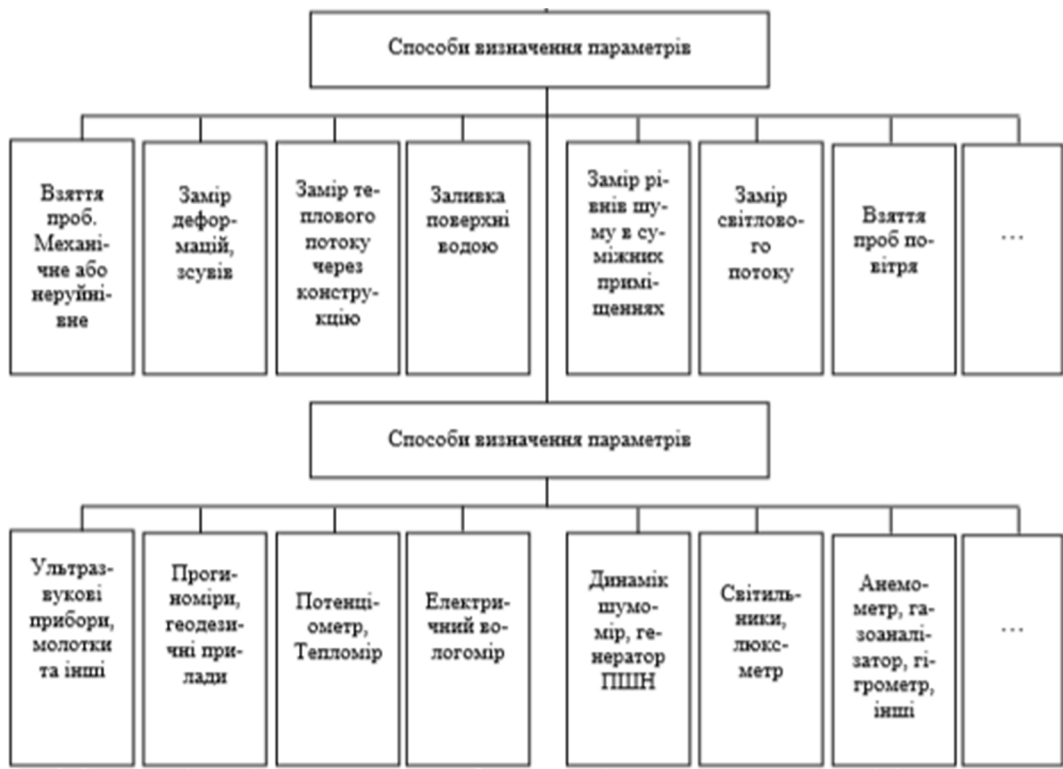 Способи визначення параметрів
Взяття
проб.
Механі-
чне або
неруйні-
вне
Замір
дефор-
мацій,
зсувів
Замір те-
плового
потоку
через
констру-
кцію
Заливка
поверхні
водою
Замір рі-
внів шу-
му в су-
міжних
примі-
щеннях
Замір
світлово-
го
потоку
Взяття
проб по-
вітря
...
Способи визначення параметрів
Ультраз-
вукові
прибори,
молотки
та інші
Проги-
номіри,
геодези-
чні при-
лади
Потенці-
ометр,
Тепломір
Електри-
чний во-
логомір
Динамік
шумо-
мір, ге-
нератор
ПШН
Світиль-
ники,
люкс-
метр
Анемо-
метр, га-
зоаналі-
затор, гі-
грометр,
інші
...